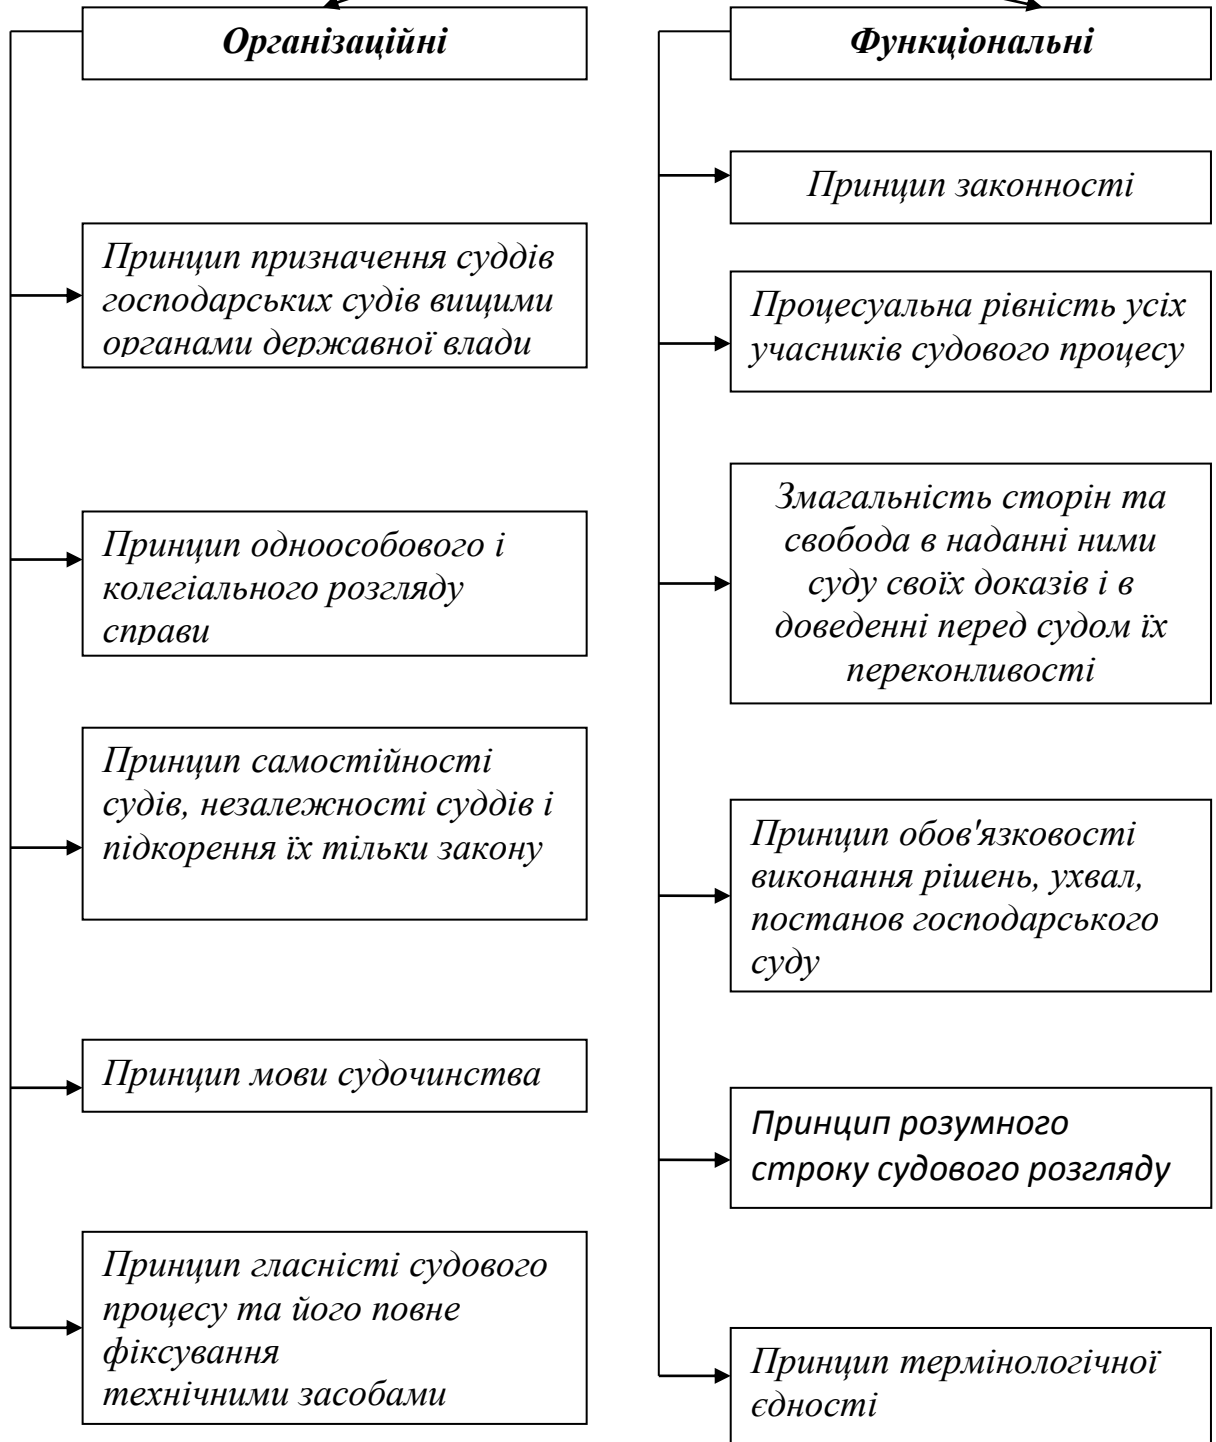 Організаційні
Принцип призначення суддів
господарських судів вищими
органами державної влади
Принцип одноособового і
колегіального розгляду
справи
Принцип самостійності
судів, незалежності суддів і
підкорення їх тільки закону
Принцип мови судочинства
Принцип гласністі судового
процесу та його повне
фіксування
технічними засобами
Функціональні
Принцип законності
Процесуальна рівність усіх
учасників судового процесу
Змагальність сторін та
свобода в наданні ними
суду своїх доказів і в
доведенні перед судом їх
переконливості
Принцип обов'язковості
виконання рішень, ухвал,
постанов господарського
суду
Принцип розумного
строку судового розгляду
Принцип термінологічної
єдності